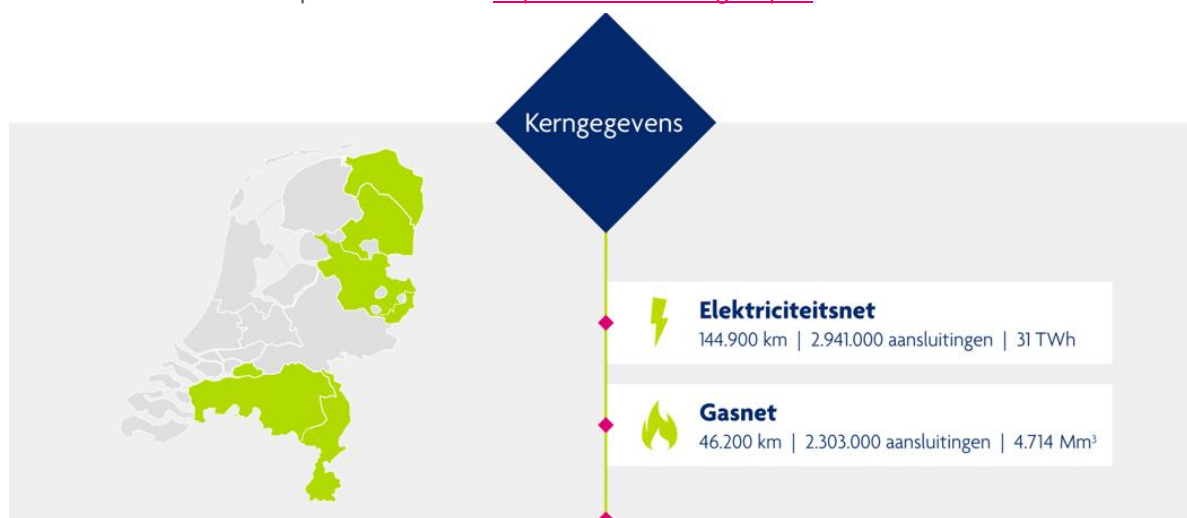 Kerngegevens
Elektriciteitsnet
144.900 km | 2.941.000 aansluitingen | 31 TWh
Gasnet
46.200 km | 2.303.000 aansluitingen | 4.714 Mm³